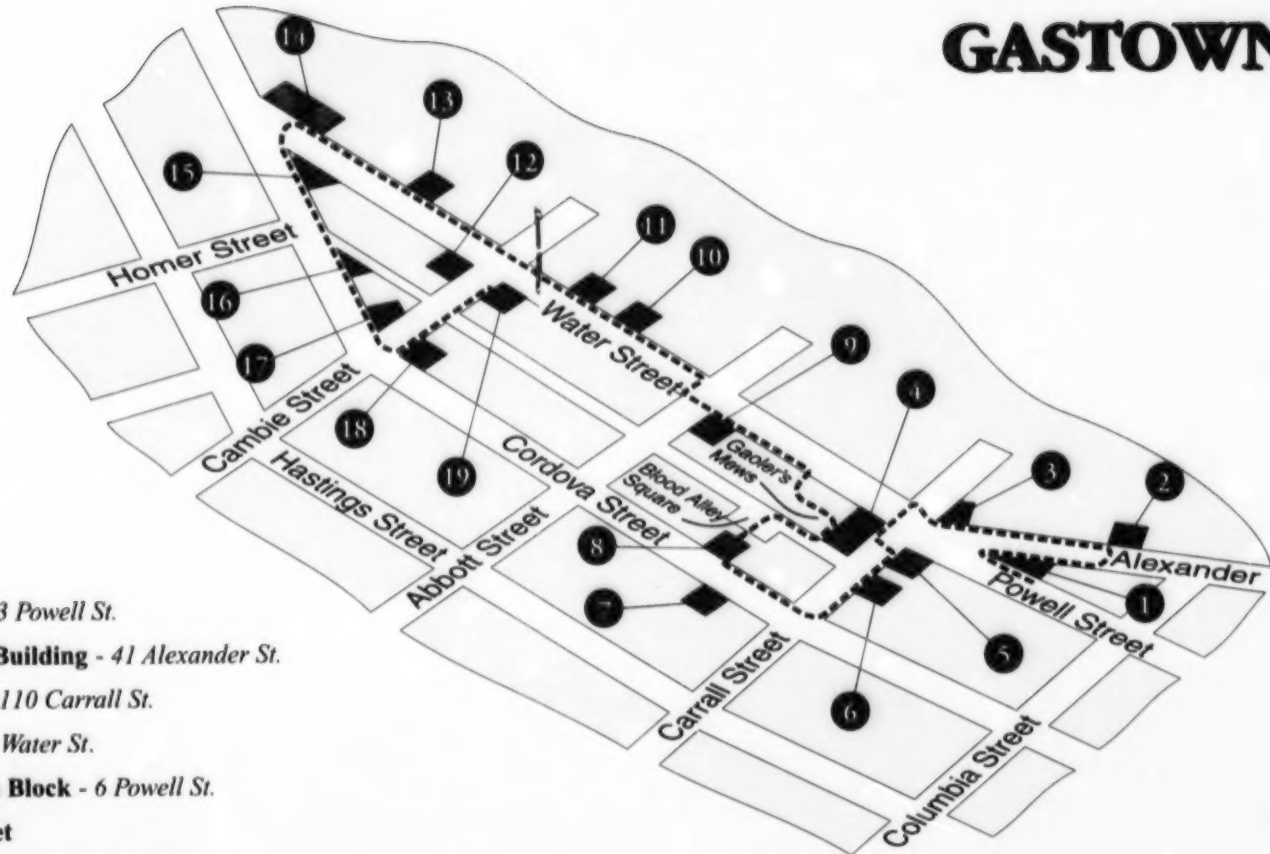 GASTOWN
14
13
12
15
11
10
Homer Street
16
9
Water Street
4
17
Gaoler's
Mews
3
2
Cambie Street
18
19
Cordova Street
Blood Alley
Square
Hastings Street
8
Alexander
Abbott Street
7
Powell Street
1
5
3 Powell St.
Building - 41 Alexander St.
110 Carrall St.
Carrall Street
6
Water St.
Block - 6 Powell St.
Columbia Street